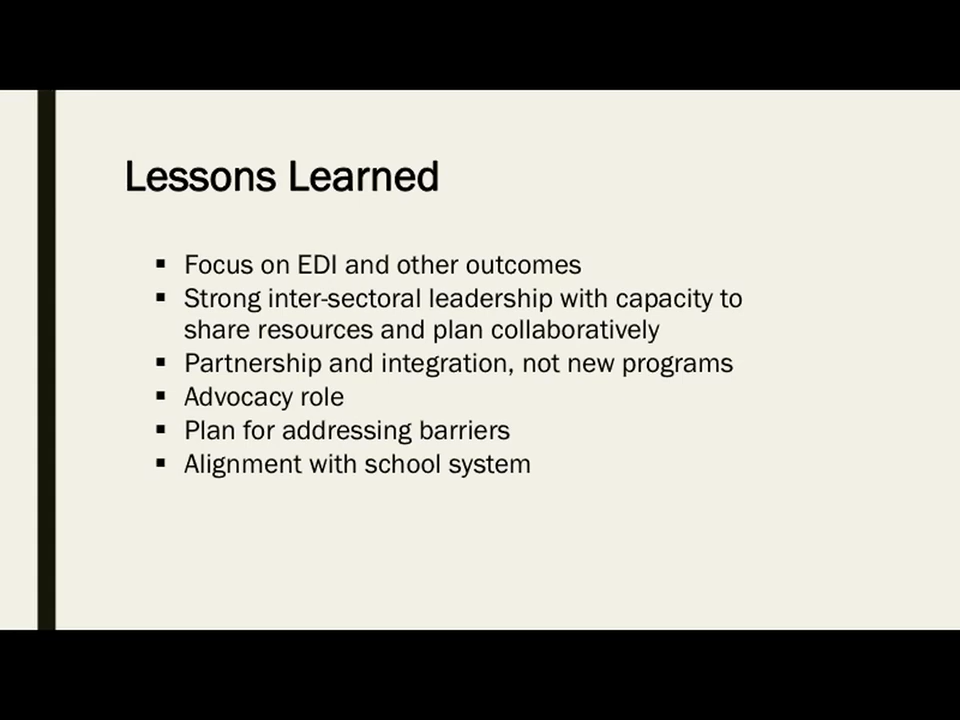 Lessons Learned
▪ Focus on EDI and other outcomes
▪ Strong inter-sectoral leadership with capacity to
share resources and plan collaboratively
▪ Partnership and integration, not new programs
▪ Advocacy role
▪ Plan for addressing barriers
▪ Alignment with school system